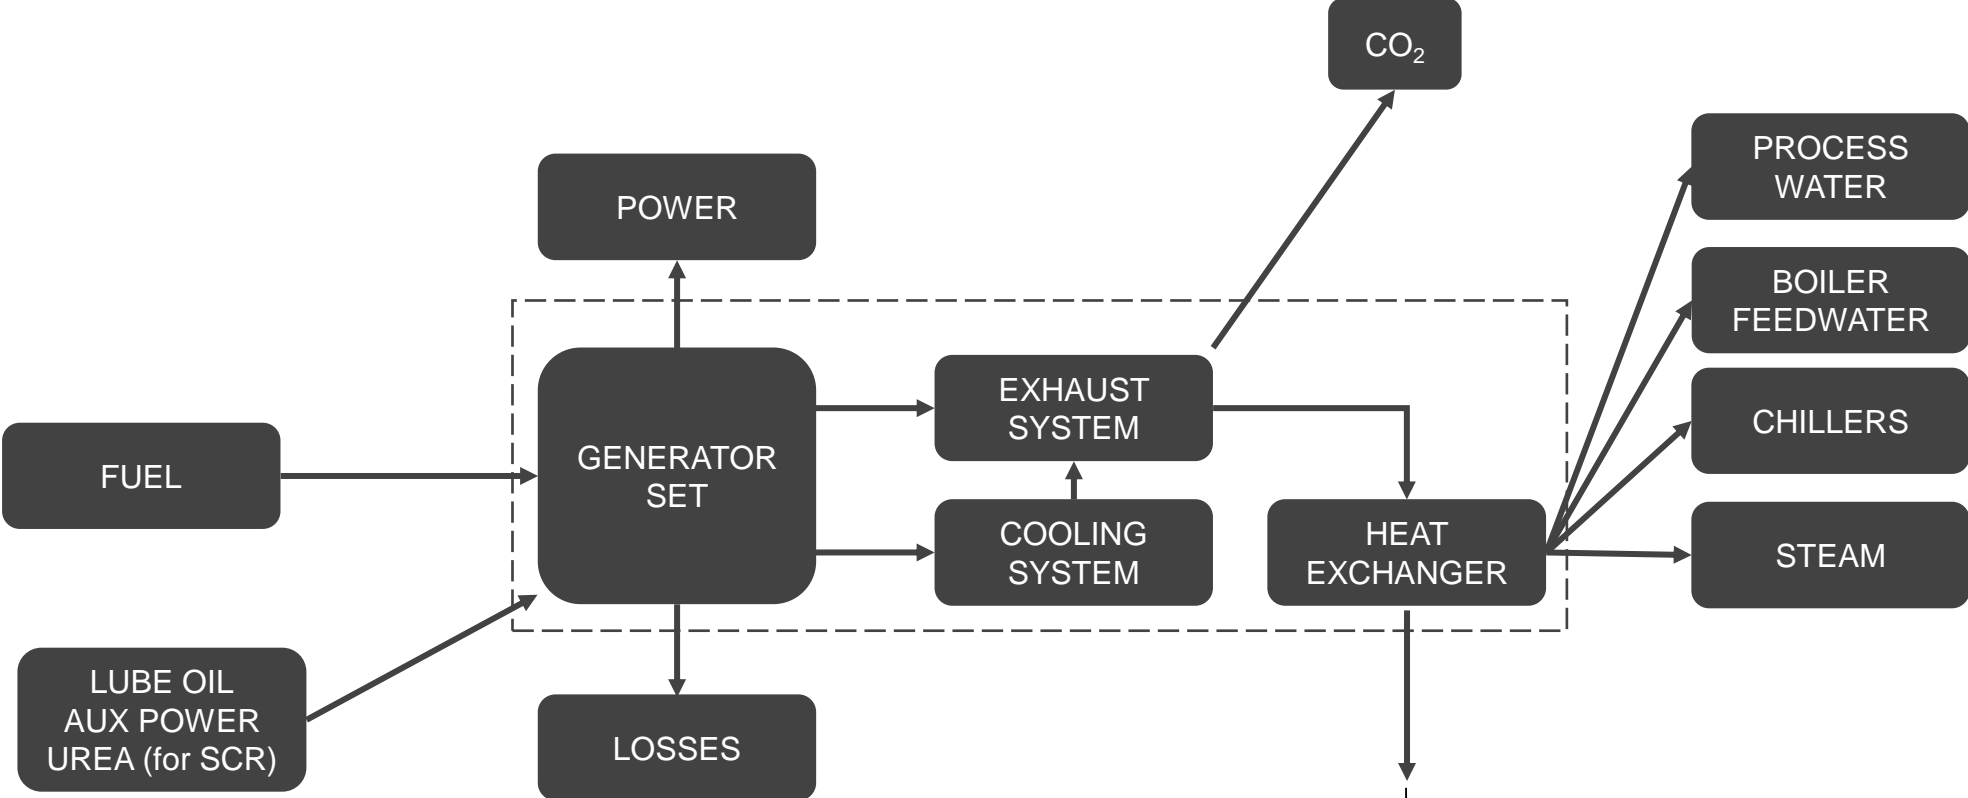 CO₂
PROCESS
WATER
POWER
BOILER
FEEDWATER
EXHAUST
SYSTEM
CHILLERS
GENERATOR
SET
FUEL
COOLING
SYSTEM
HEAT
EXCHANGER
STEAM
LUBE OIL
AUX POWER
UREA (for SCR)
LOSSES